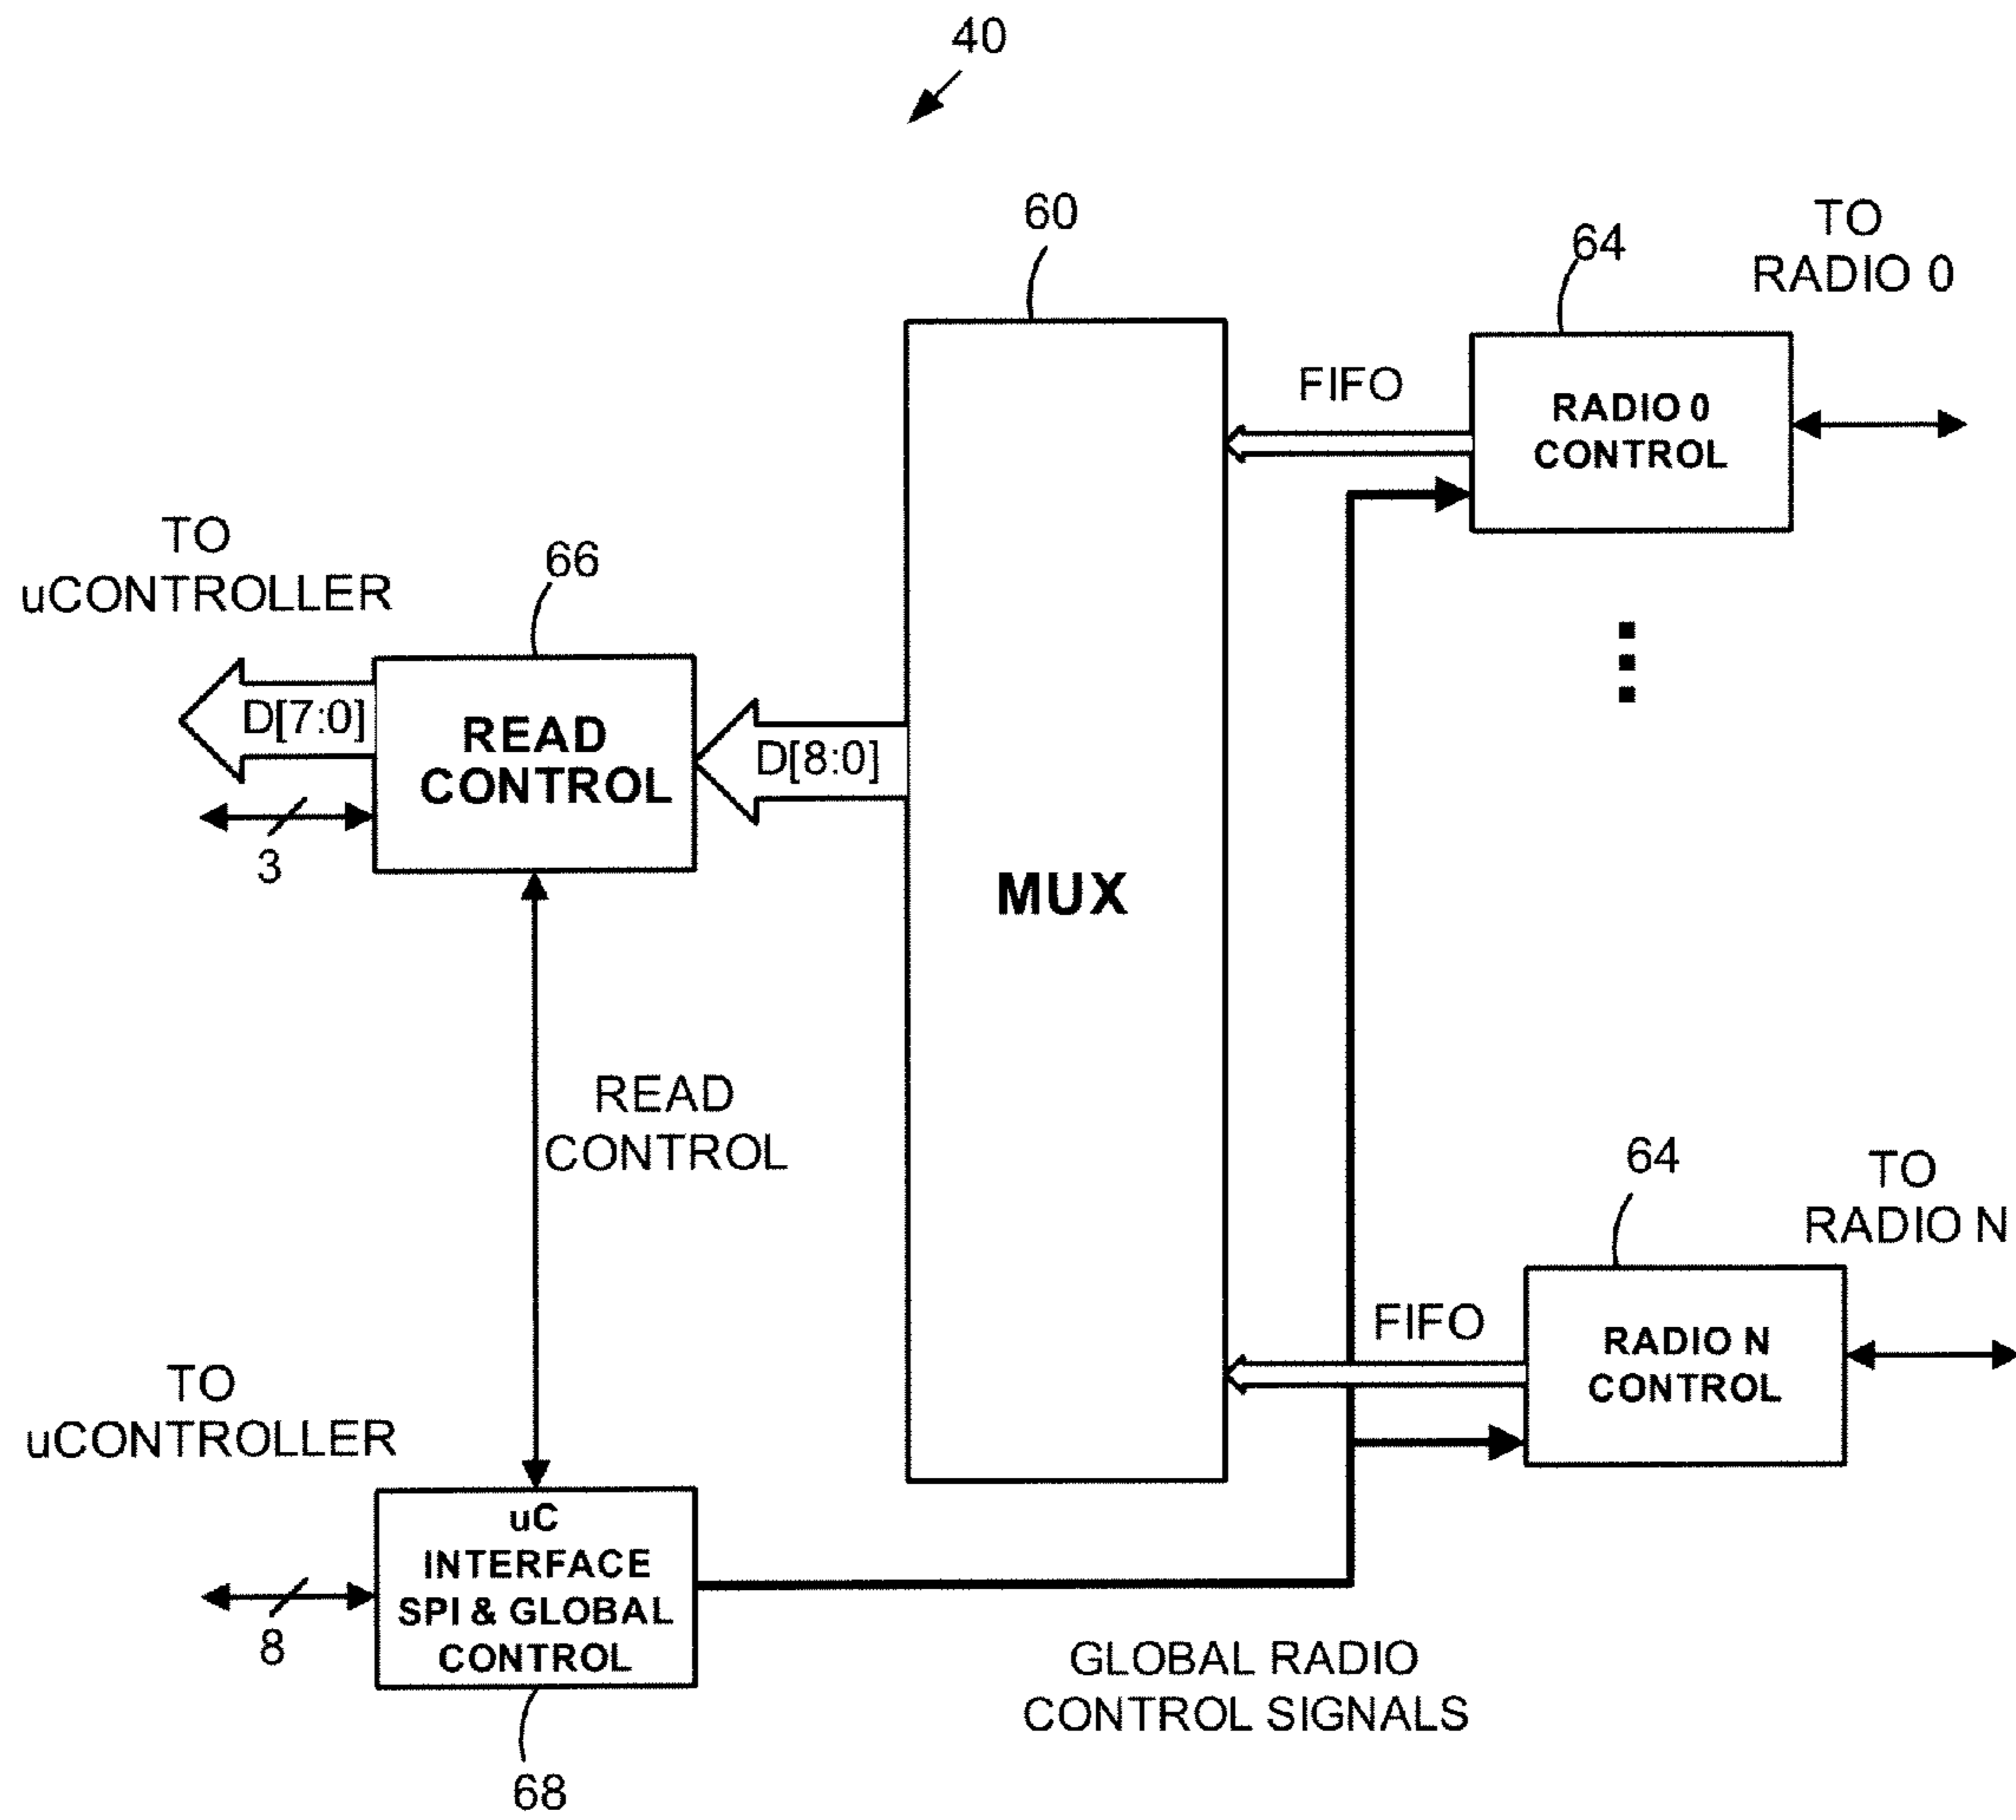 40
60
64
TO
RADIO 0
FIFO
RADIO 0
CONTROL
TO
uCONTROLLER
66
D[7:0]
READ
CONTROL
D[8:0]
3
MUX
READ
CONTROL
64
TO
RADIO N
FIFO
RADIO N
CONTROL
TO
uCONTROLLER
uC
INTERFACE
SPI & GLOBAL
CONTROL
8
GLOBAL RADIO
CONTROL SIGNALS
68